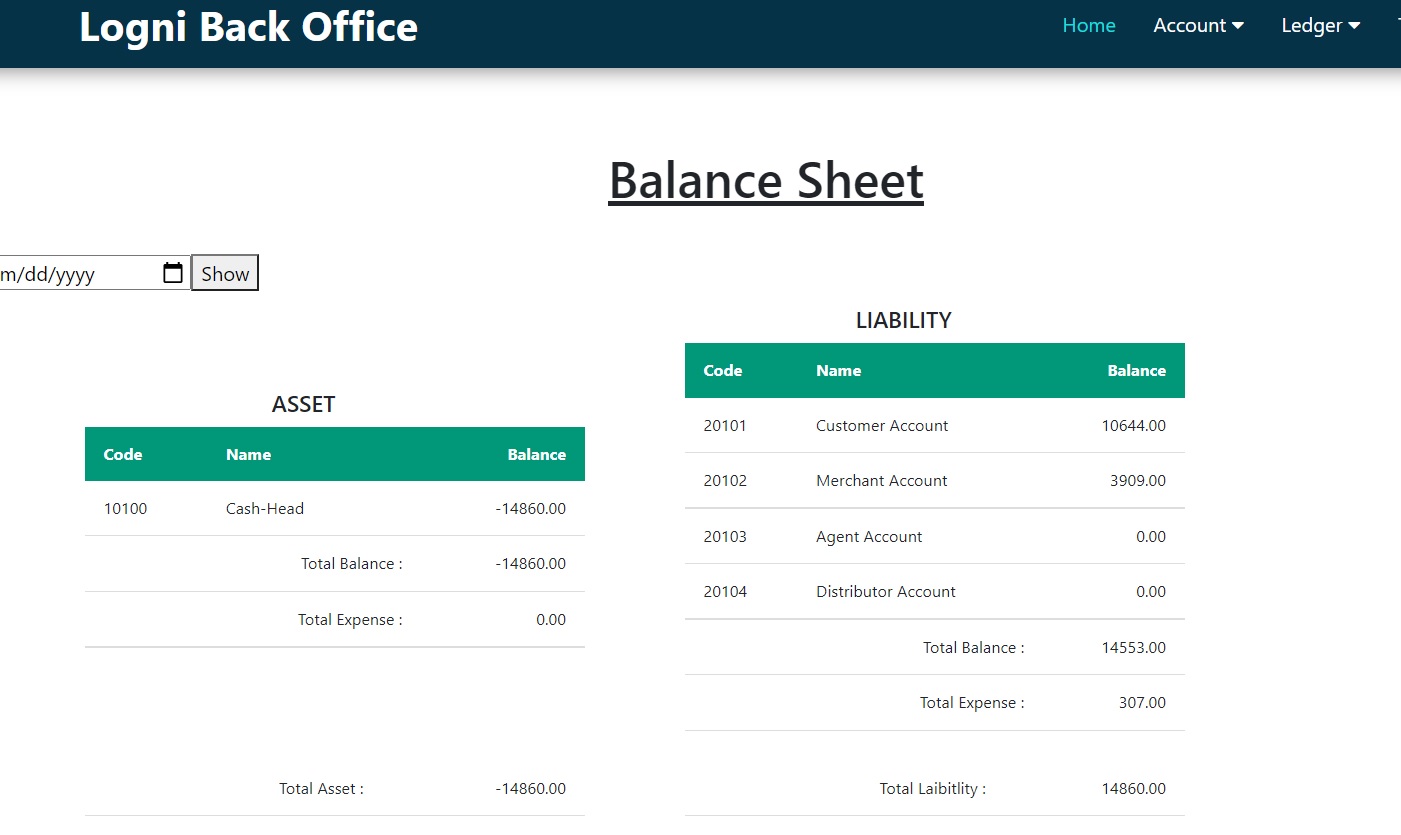 Logni Back Office
Home Account Ledger
Balance Sheet
m/dd/yyyy Show
ASSET
Code Name Balance
10100 Cash-Head -14860.00
Total Balance : -14860.00
Total Expense : 0.00
Total Asset : -14860.00
LIABILITY
Code Name Balance
20101 Customer Account 10644.00
20102 Merchant Account 3909.00
20103 Agent Account 0.00
20104 Distributor Account 0.00
Total Balance : 14553.00
Total Expense : 307.00
Total Laibitlity : 14860.00